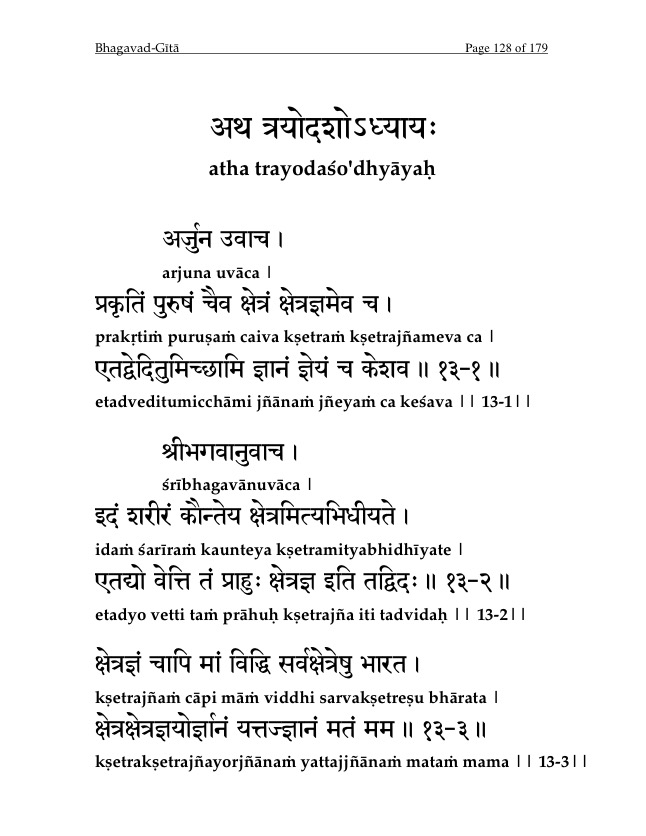 Bhagavad-Gītā Page 128 of 179
अथ त्रयोदशोऽध्यायः
atha trayodaśo'dhyāyaḥ
अर्जुन उवाच।
arjuna uvāca |
प्रकृतिं पुरुषं चैव क्षेत्रं क्षेत्रज्ञमेव च।
prakṛtiṁ puruṣaṁ caiva kṣetraṁ kṣetrajñameva ca |
एतद्वेदितुमिच्छामि ज्ञानं ज्ञेयं च केशव॥ १३-१॥
etadveditumicchāmi jñānaṁ jñeyaṁ ca keśava || 13-1||
श्रीभगवानुवाच।
śrībhagavānuvāca |
इदं शरीरं कौन्तेय क्षेत्रमित्यभिधीयते।
idaṁ śarīraṁ kaunteya kṣetramityabhidhīyate |
एतद्यो वेत्ति तं प्राहुः क्षेत्रज्ञ इति तद्विदः॥ १३-२॥
etadyo vetti taṁ prāhuḥ kṣetrajña iti tadvidaḥ || 13-2||
क्षेत्रज्ञं चापि मां विद्धि सर्वक्षेत्रेषु भारत।
kṣetrajñaṁ cāpi māṁ viddhi sarvakṣetreṣu bhārata |
क्षेत्रक्षेत्रज्ञयोर्ज्ञानं यत्तज्ज्ञानं मतं मम॥ १३-३॥
kṣetrakṣetrajñayorjñānaṁ yattajjñānaṁ mataṁ mama || 13-3||